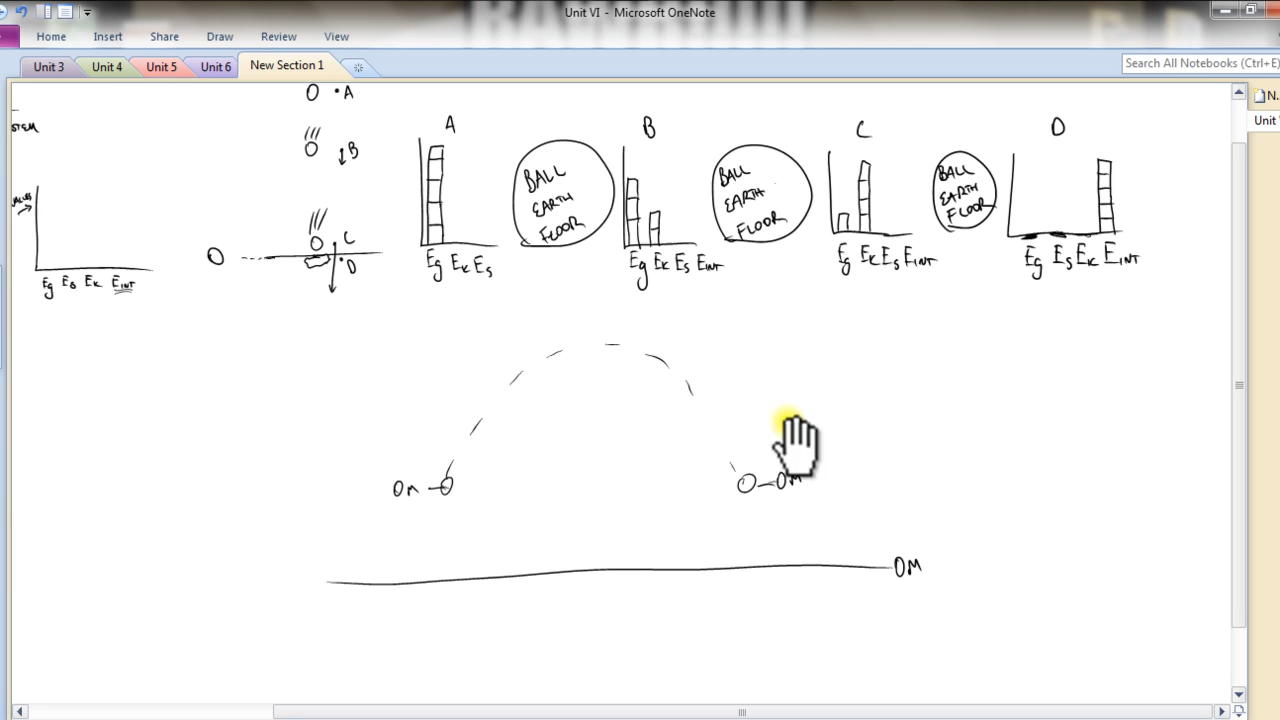 Unit VI - Microsoft OneNote
Home Insert Share Draw Review View
Unit 3 Unit 4 Unit 5 Unit 6 New Section 1
Search All Notebooks (Ctrl+E)
N..
Unit
STEM
Eg Es Ek EINT
A
B
C
D
O
A
Eg Ek Es
BALL
EARTH
FLOOR
B
Eg Ek Es EINT
BALL
EARTH
FLOOR
C
Eg Ek Es EINT
BALL
EARTH
FLOOR
D
Eg Es Ek EINT
0M
0M
0M